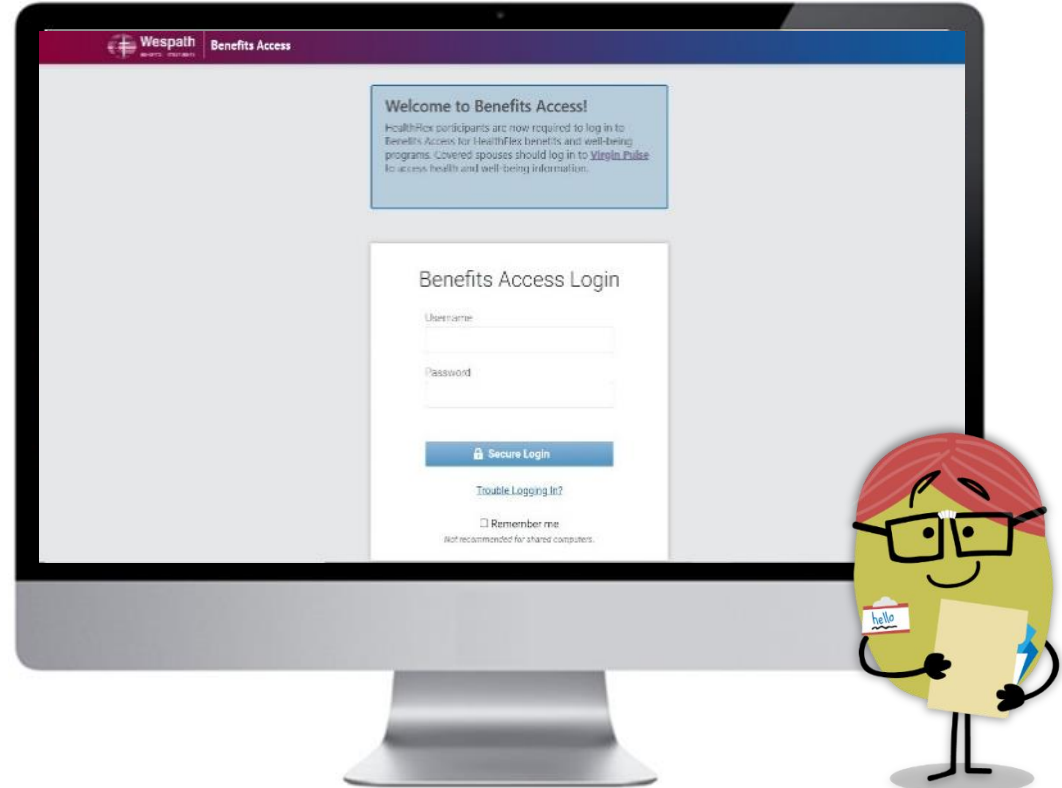 Wespath
Benefits Access
Welcome to Benefits Access!
HealthFlex participants are now required to log in to
Benefits Access for HealthFlex benefits and well-being
programs. Covered spouses should log in to Virgin Pulse
to access health and well-being information.
Benefits Access Login
Username
Password
Secure Login
Trouble Logging In?
Remember me
Not recommended for shared computers.
hello